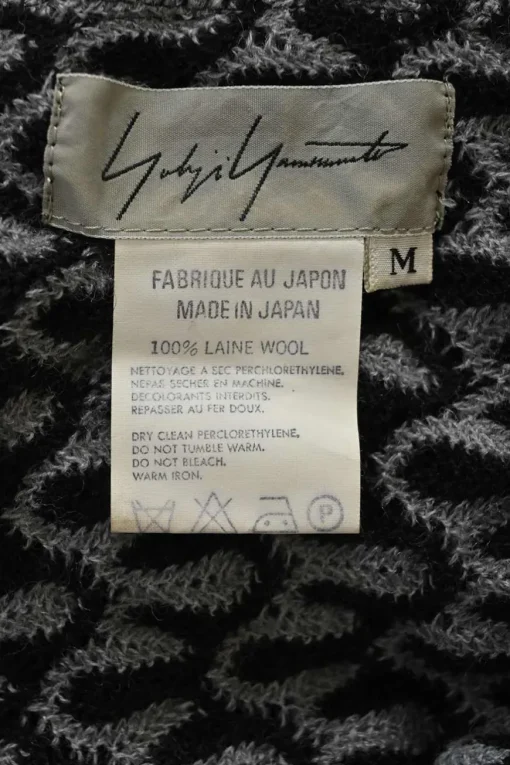 Yohji Yamamoto
M
FABRIQUE AU JAPON
MADE IN JAPAN
100% LAINE WOOL
NETTOYAGE A SEC PERCHLORETHYLENE.
NE PAS SECHER EN MACHINE.
DECOLORANTS INTERDITS.
REPASSER AU FER DOUX.
DRY CLEAN PERCLORETHYLENE,
DO NOT TUMBLE WARM.
DO NOT BLEACH.
WARM IRON.
P